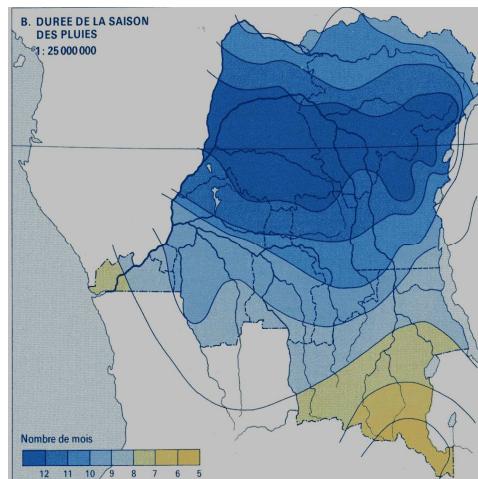 B. DUREE DE LA SAISON
DES PLUIES
1 : 25 000 000
Nombre de mois
12 11 10 9 8 7 6 5